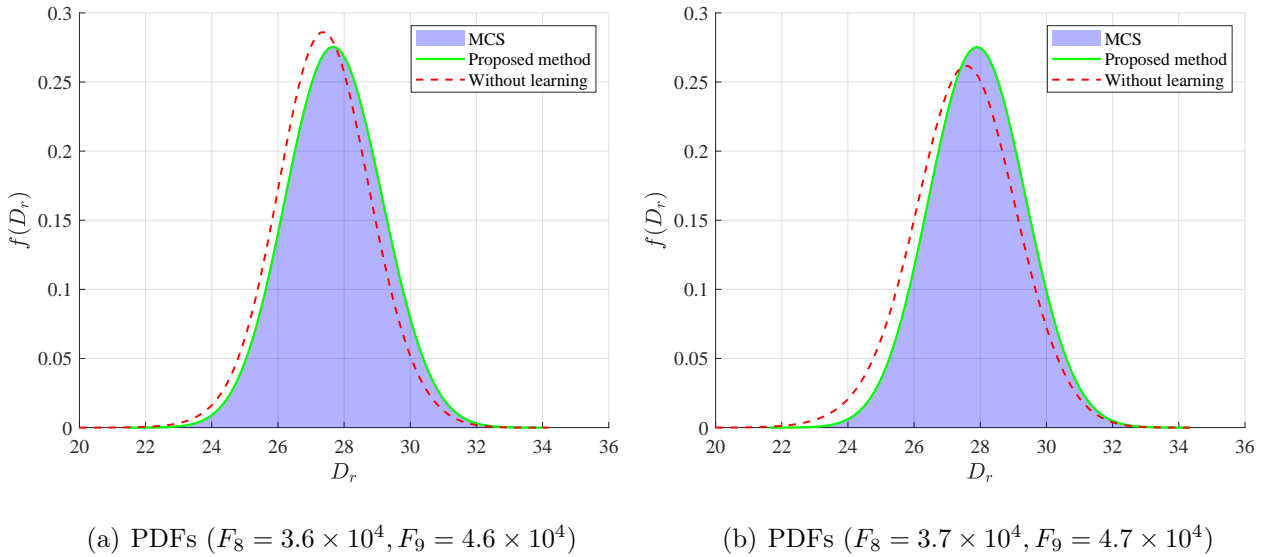 0.3
0.25
0.2
0.15
0.1
0.05
0
f(D_r)
MCS
Proposed method
Without learning
20 22 24 26 28 30 32 34 36
D_r
(a) PDFs (F_8 = 3.6 × 10^4, F_9 = 4.6 × 10^4)
0.3
0.25
0.2
0.15
0.1
0.05
0
f(D_r)
MCS
Proposed method
Without learning
20 22 24 26 28 30 32 34 36
D_r
(b) PDFs (F_8 = 3.7 × 10^4, F_9 = 4.7 × 10^4)